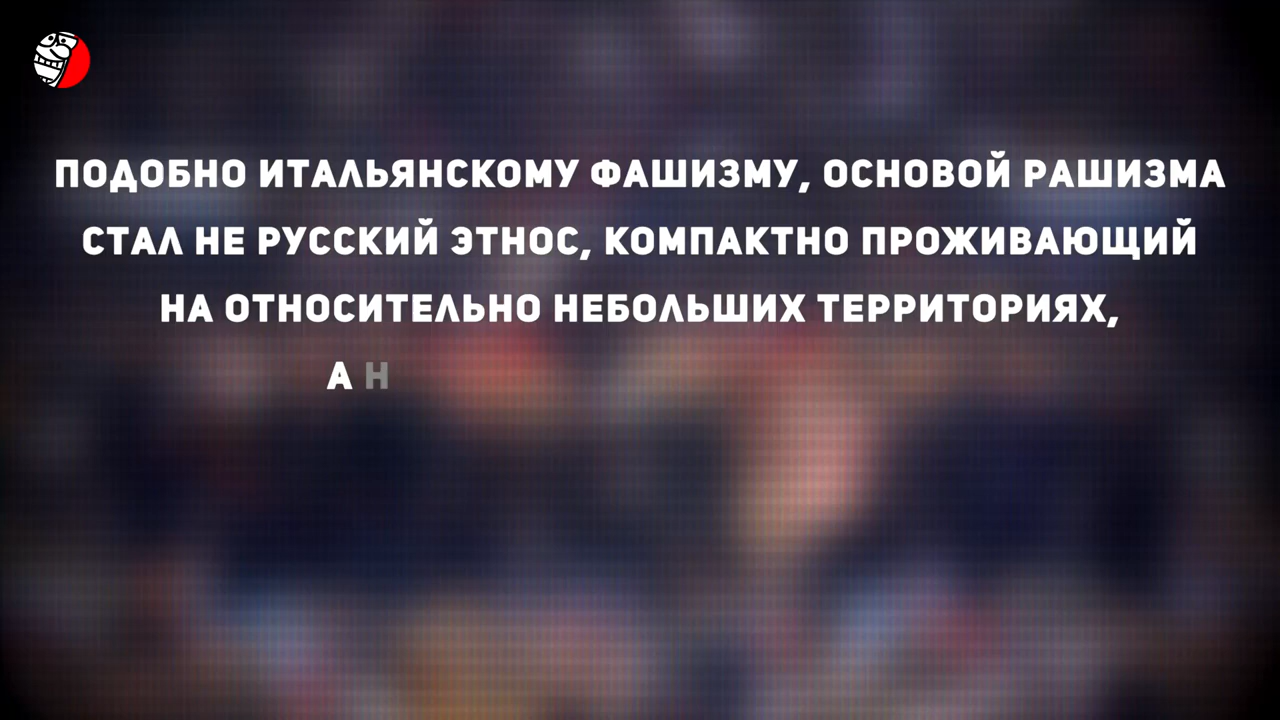 ПОДОБНО ИТАЛЬЯНСКОМУ ФАШИЗМУ, ОСНОВОЙ РАШИЗМА
СТАЛ НЕ РУССКИЙ ЭТНОС, КОМПАКТНО ПРОЖИВАЮЩИЙ
НА ОТНОСИТЕЛЬНО НЕБОЛЬШИХ ТЕРРИТОРИЯХ,
А Н